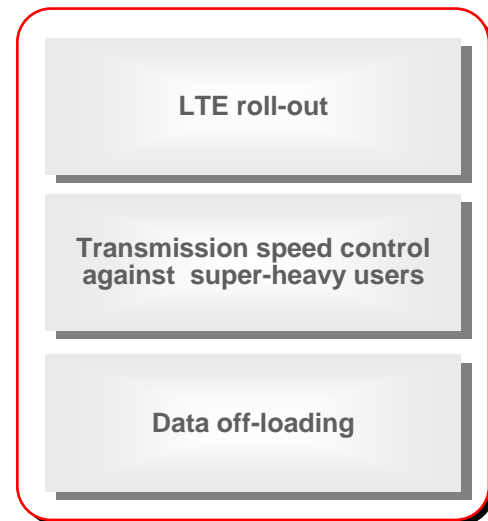 LTE roll-out
Transmission speed control
against super-heavy users
Data off-loading